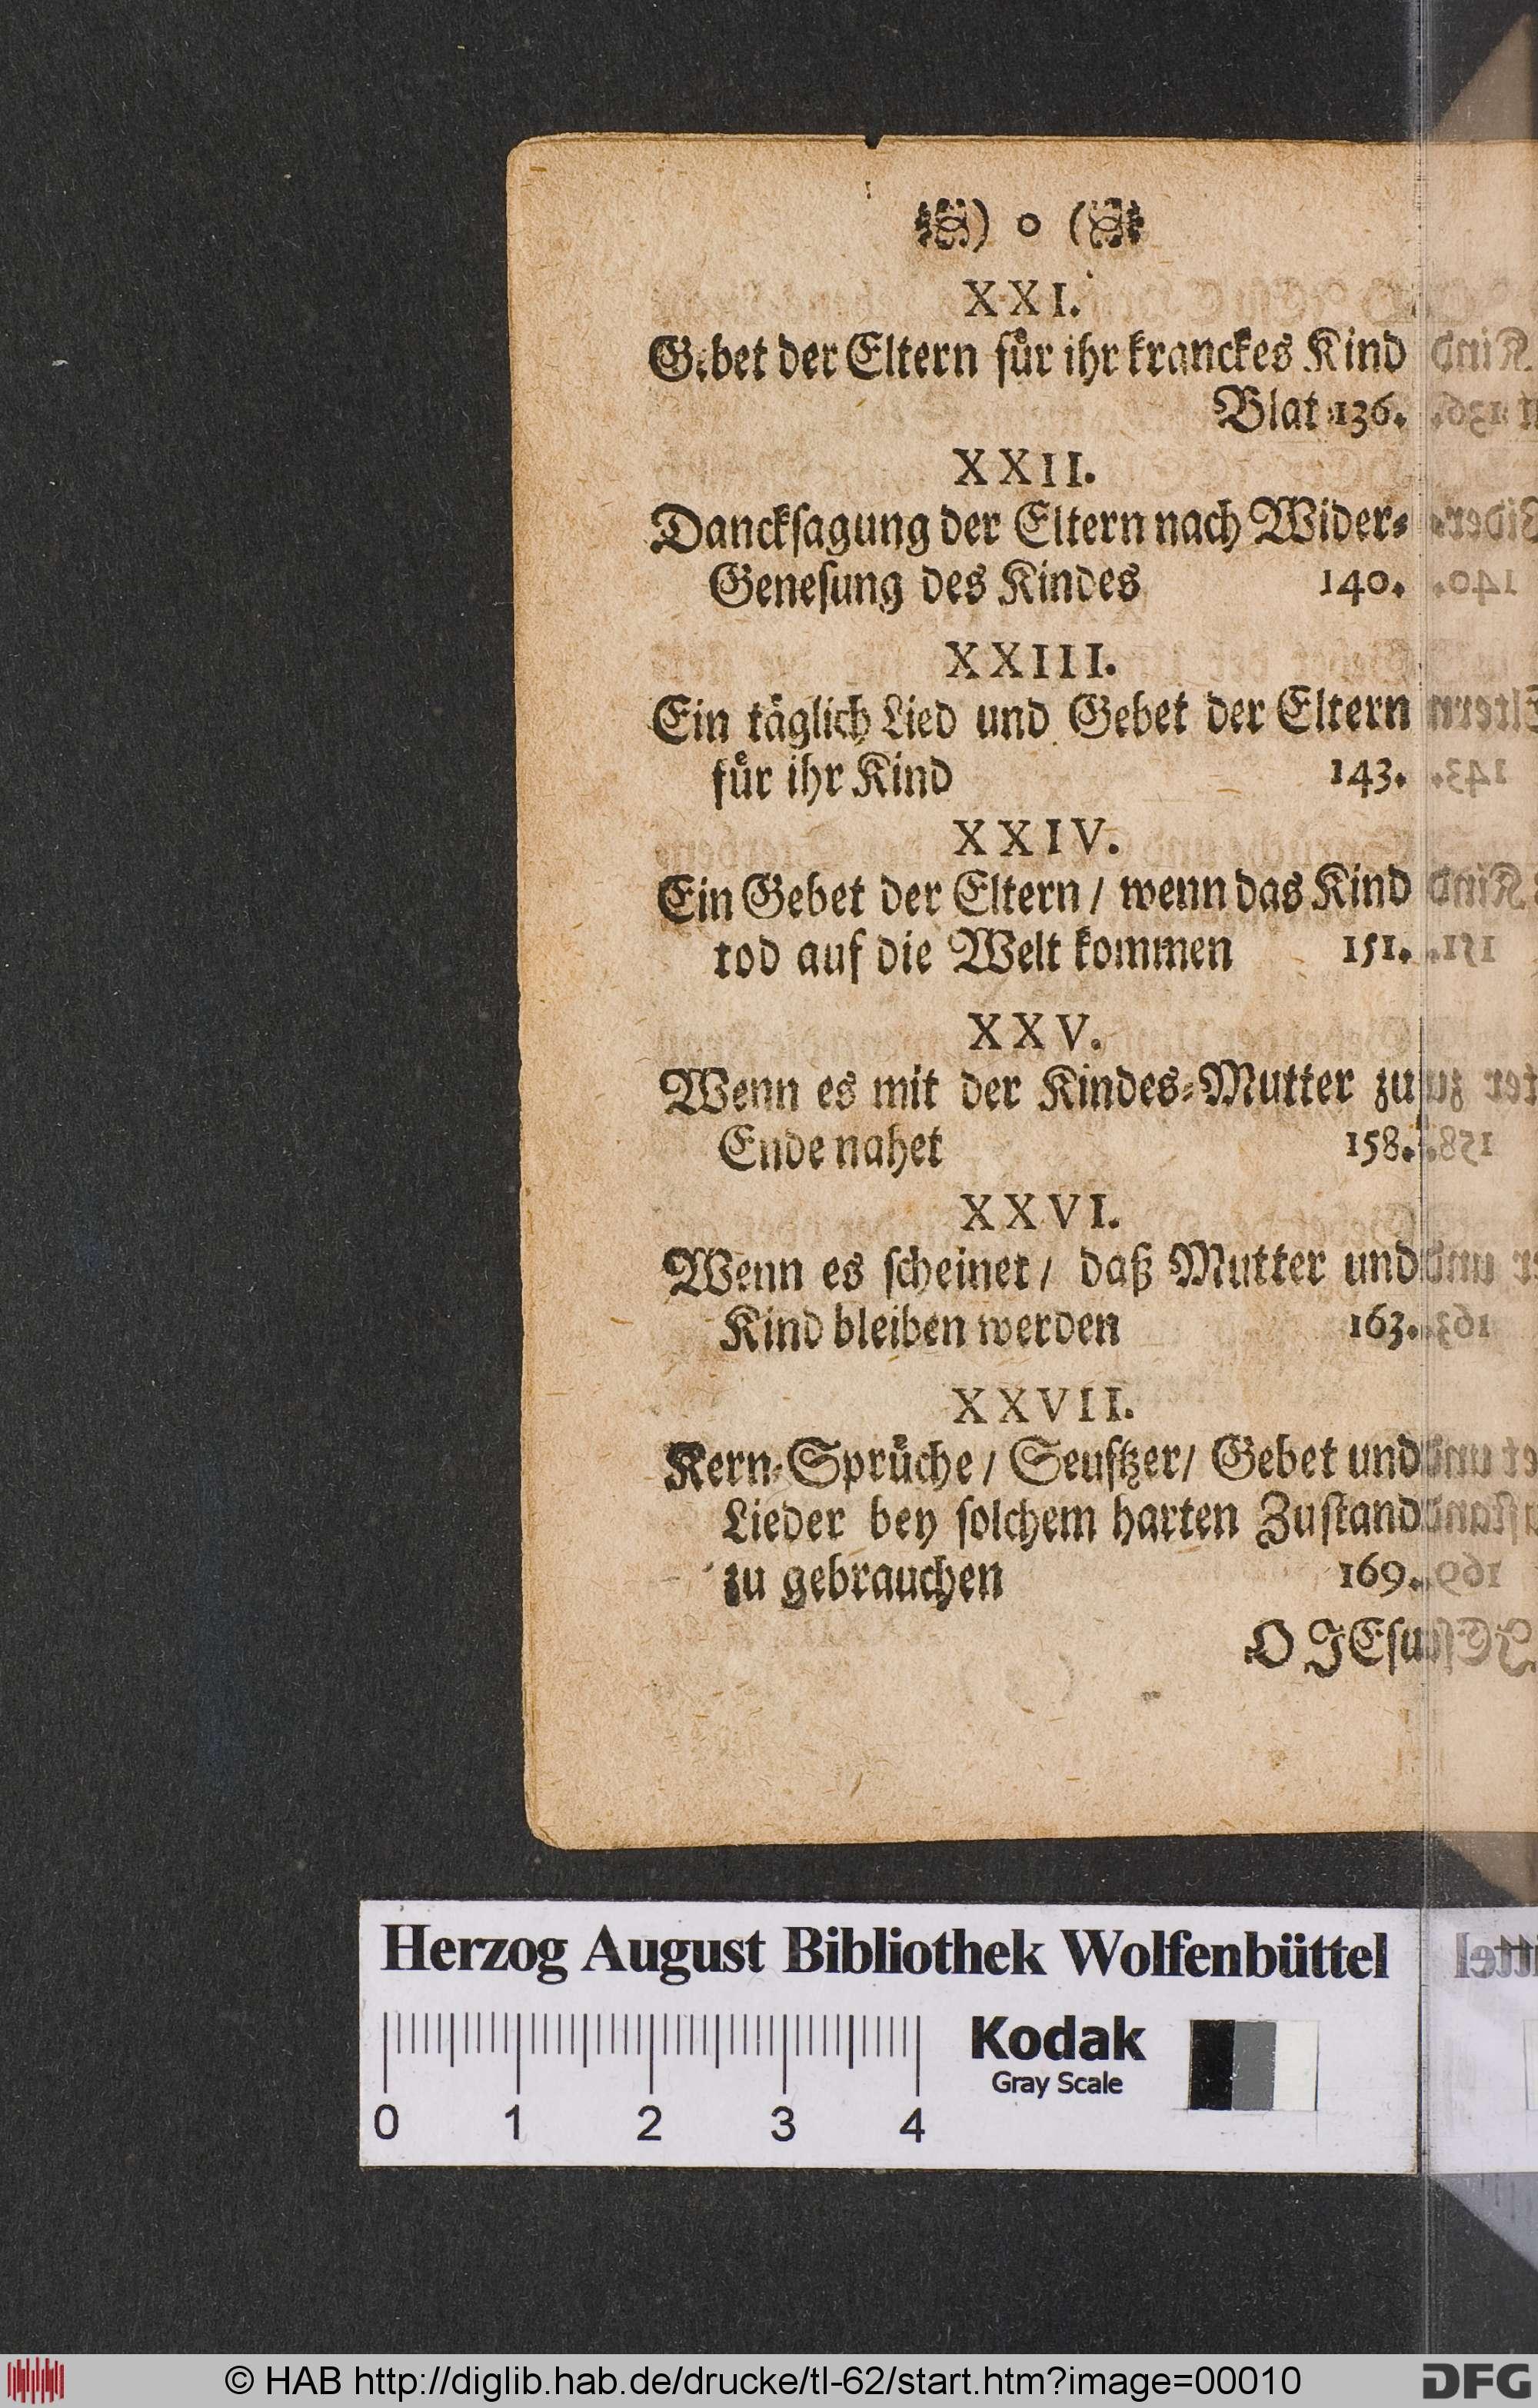 ) o (
XXI.
Gebet der Eltern für ihr kranckes Kind
Blat 136.
XXII.
Dancksagung der Eltern nach Wider-
Genesung des Kindes 140.
XXIII.
Ein täglich Lied und Gebet der Eltern
für ihr Kind 143.
XXIV.
Ein Gebet der Eltern / wenn das Kind
tod auf die Welt kommen 151.
XXV.
Wenn es mit der Kindes-Mutter zu
Ende nahet 158.
XXVI.
Wenn es scheinet / daß Mutter und
Kind bleiben werden 163.
XXVII.
Kern-Sprüche / Seufftzer / Gebet und
Lieder bey solchem harten Zustand
zu gebrauchen 169.
O JEsu
Herzog August Bibliothek Wolfenbüttel
Kodak
Gray Scale
0 1 2 3 4
© HAB http://diglib.hab.de/drucke/tl-62/start.htm?image=00010
DFG